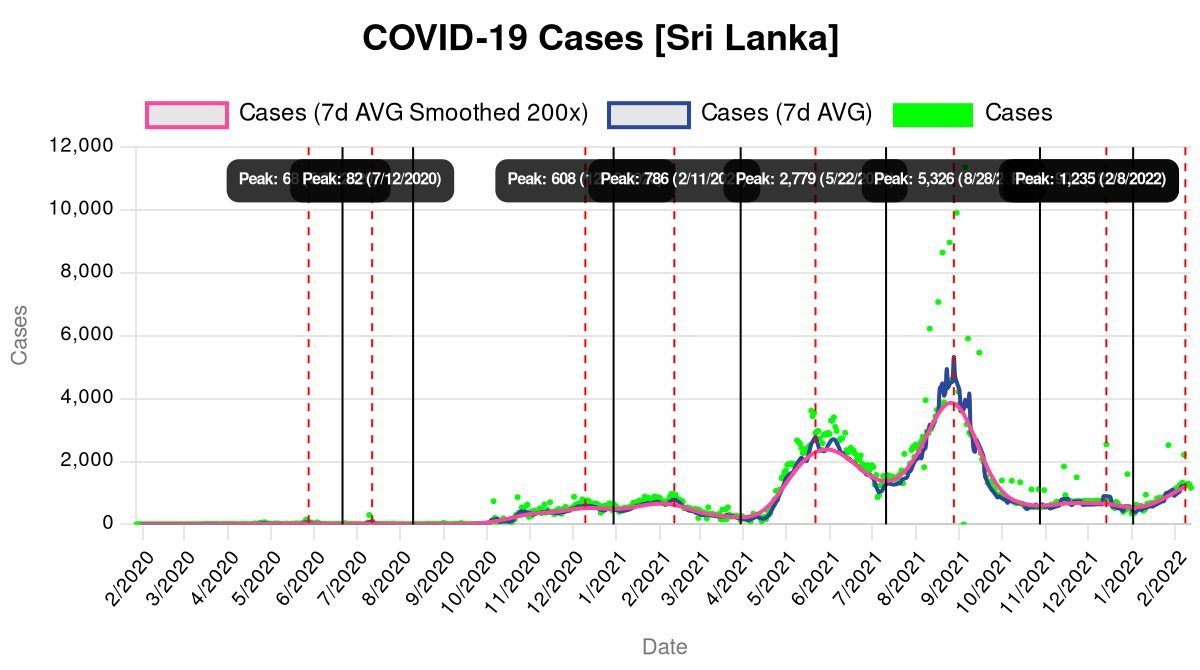 COVID-19 Cases [Sri Lanka]
Cases (7d AVG Smoothed 200x)
Cases (7d AVG)
Cases
12,000
10,000
8,000
6,000
4,000
2,000
0
Cases
Peak:
Peak: 82 (7/12/2020)
Peak: 608
Peak: 786 (2/11/202
Peak: 2,779 (5/22/20
Peak: 5,326 (8/28/2
Peak: 1,235 (2/8/2022)
2/2020
3/2020
4/2020
5/2020
6/2020
7/2020
8/2020
9/2020
10/2020
11/2020
12/2020
1/2021
2/2021
3/2021
4/2021
5/2021
6/2021
7/2021
8/2021
9/2021
10/2021
11/2021
12/2021
1/2022
2/2022
Date